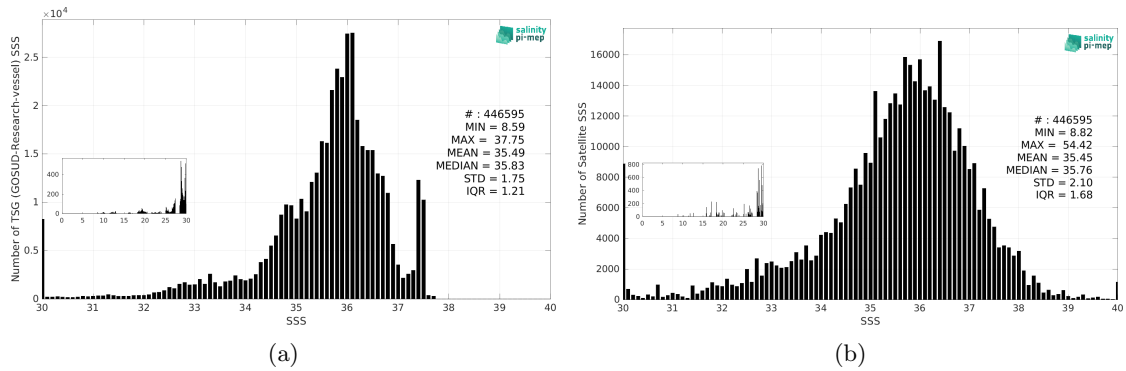 ×10⁴
salinity
pi-mep
Number of TSG (GOSUD-Research-vessel) SSS
2.5
2
1.5
1
0.5
0
# : 446595
MIN = 8.59
MAX = 37.75
MEAN = 35.49
MEDIAN = 35.83
STD = 1.75
IQR = 1.21
400
200
0
0 5 10 15 20 25 30
30 31 32 33 34 35 36 37 38 39 40
SSS
(a)
salinity
pi-mep
Number of Satellite SSS
16000
14000
12000
10000
8000
6000
4000
2000
0
# : 446595
MIN = 8.82
MAX = 54.42
MEAN = 35.45
MEDIAN = 35.76
STD = 2.10
IQR = 1.68
800
600
400
200
0
0 5 10 15 20 25 30
30 31 32 33 34 35 36 37 38 39 40
SSS
(b)